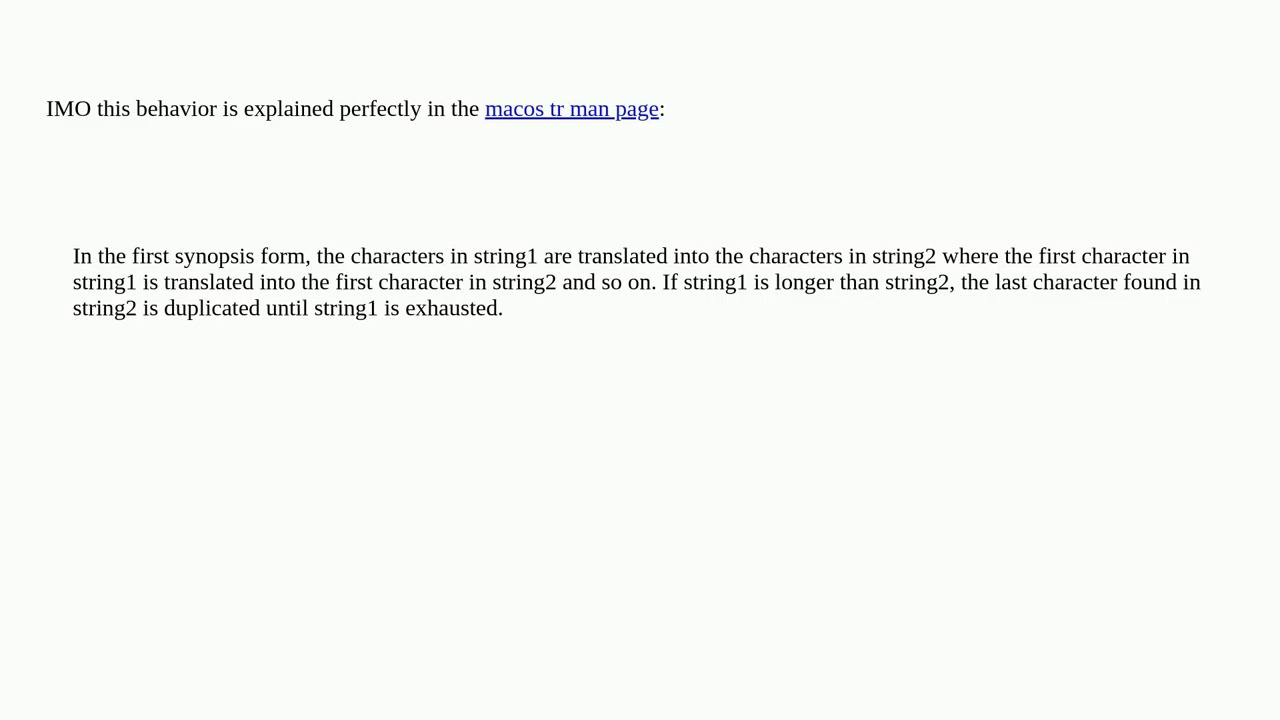 IMO this behavior is explained perfectly in the macos tr man page:
In the first synopsis form, the characters in string1 are translated into the characters in string2 where the first character in
string1 is translated into the first character in string2 and so on. If string1 is longer than string2, the last character found in
string2 is duplicated until string1 is exhausted.